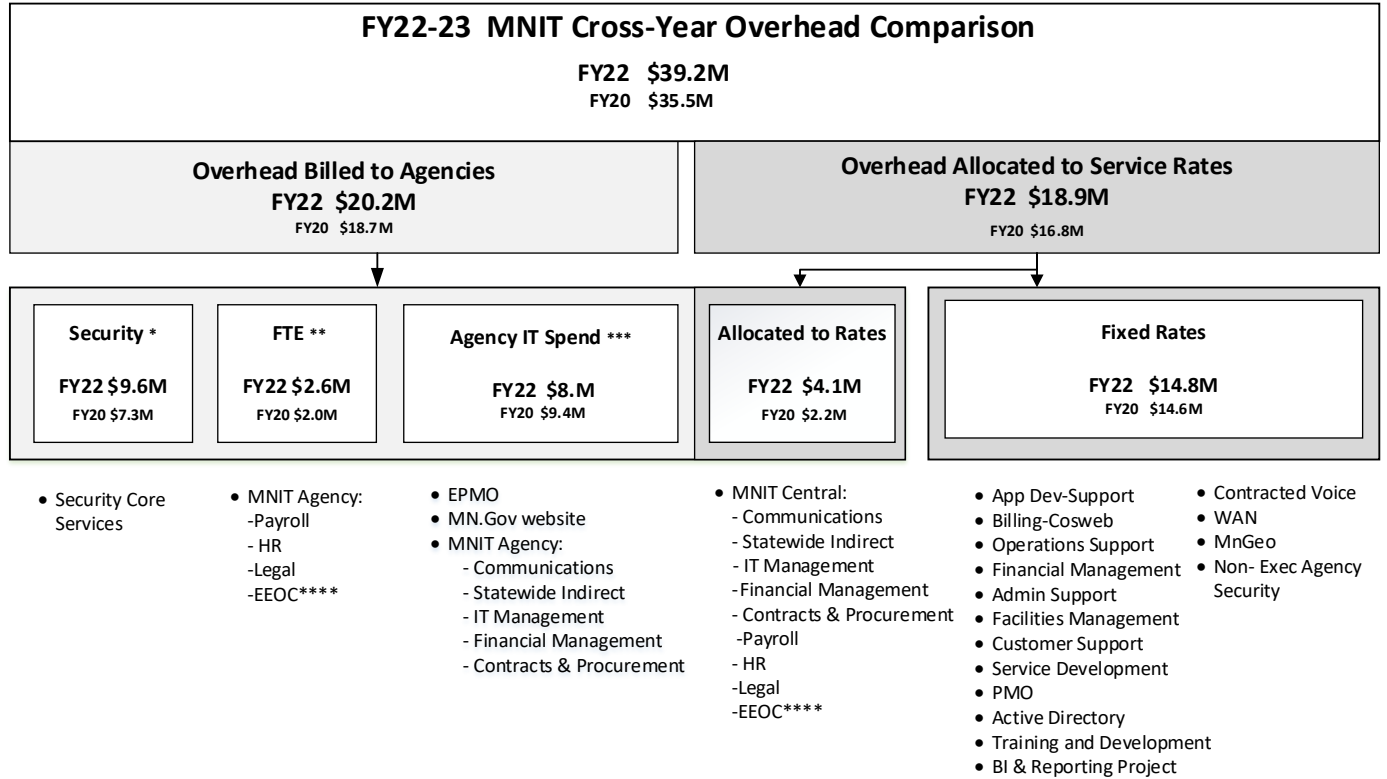 FY22-23 MNIT Cross-Year Overhead Comparison
FY22 $39.2M
FY20 $35.5M
Overhead Billed to Agencies
FY22 $20.2M
FY20 $18.7M
Overhead Allocated to Service Rates
FY22 $18.9M
FY20 $16.8M
Security *
FY22 $9.6M
FY20 $7.3M
FTE **
FY22 $2.6M
FY20 $2.0M
Agency IT Spend ***
FY22 $8.M
FY20 $9.4M
Allocated to Rates
FY22 $4.1M
FY20 $2.2M
Fixed Rates
FY22 $14.8M
FY20 $14.6M
• Security Core
Services
• MNIT Agency:
-Payroll
- HR
-Legal
-EEOC****
• EPMO
• MN.Gov website
• MNIT Agency:
- Communications
- Statewide Indirect
- IT Management
- Financial Management
- Contracts & Procurement
• MNIT Central:
- Communications
- Statewide Indirect
- IT Management
-Financial Management
- Contracts & Procurement
-Payroll
- HR
-Legal
-EEOC****
• App Dev-Support
• Billing-Cosweb
• Operations Support
• Financial Management
• Admin Support
• Facilities Management
• Customer Support
• Service Development
• PMO
• Active Directory
• Training and Development
• BI & Reporting Project
• Contracted Voice
• WAN
• MnGeo
• Non- Exec Agency
Security